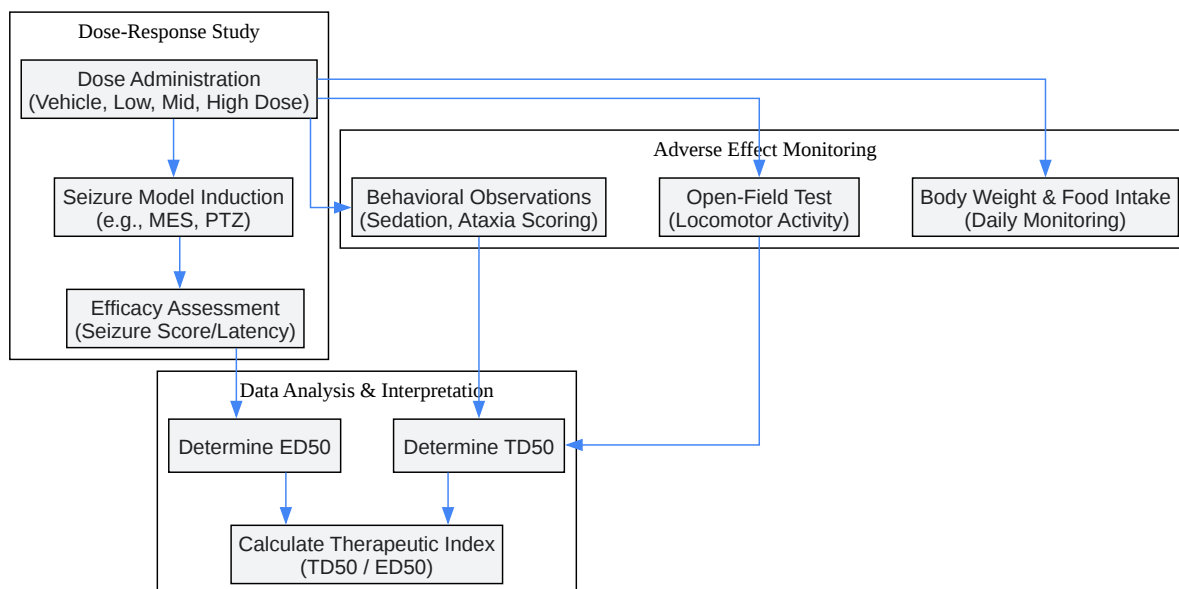 Dose-Response Study
Dose Administration
(Vehicle, Low, Mid, High Dose)
Adverse Effect Monitoring
Seizure Model Induction
(e.g., MES, PTZ)
Behavioral Observations
(Sedation, Ataxia Scoring)
Open-Field Test
(Locomotor Activity)
Body Weight & Food Intake
(Daily Monitoring)
Efficacy Assessment
(Seizure Score/Latency)
Data Analysis & Interpretation
Determine ED50
Determine TD50
Calculate Therapeutic Index
(TD50 / ED50)